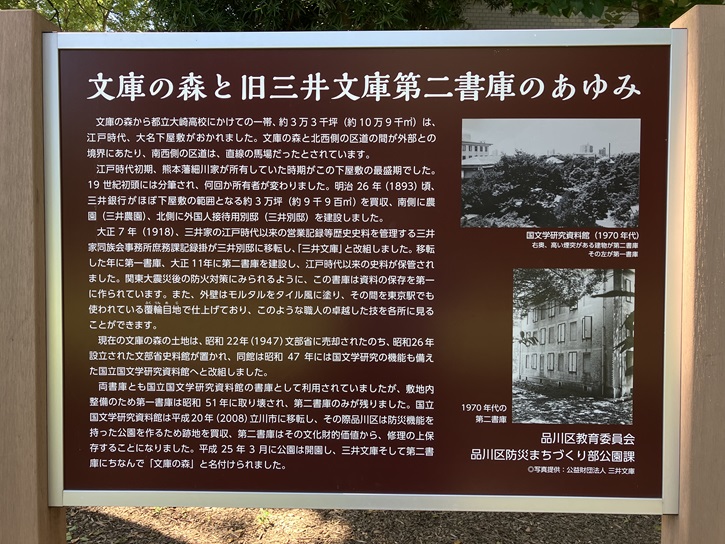 文庫の森と旧三井文庫第二書庫のあゆみ
文庫の森から都立大崎高校にかけての一帯、約3万3千坪（約10万9千㎡）は、
江戸時代、大名下屋敷がおかれました。文庫の森と北西側の区道の間が外部との
境界にあたり、南西側の区道は、直線の馬場だったとされています。
江戸時代初期、熊本藩細川家が所有していた時期がこの下屋敷の最盛期でした。
19世紀初頭には分筆され、何回か所有者が変わりました。明治26年(1893)頃、
三井銀行がほぼ下屋敷の範囲となる約3万坪（約9千9百㎡）を買収、南側に農
園（三井農園）、北側に外国人接待用別邸（三井別邸）を建設しました。
大正7年（1918）、三井家の江戸時代以来の営業記録等歴史史料を管理する三井
家同族会事務所庶務課記録掛が三井別邸に移転し、「三井文庫」と改組しました。移転
した年に第一書庫、大正11年に第二書庫を建設し、江戸時代以来の史料が保管され
ました。関東大震災後の防火対策にみられるように、この書庫は資料の保存を第一
に作られています。また、外壁はモルタルをタイル風に塗り、その間を東京駅でも
使われている覆輪目地で仕上げており、このような職人の卓越した技を各所に見る
ことができます。
現在の文庫の森の土地は、昭和22年(1947)文部省に売却されたのち、昭和26年
設立された文部省史料館が置かれ、同館は昭和47年には国文学研究の機能も備え
た国立国文学研究資料館へと改組しました。
両書庫とも国立国文学研究資料館の書庫として利用されていましたが、敷地内
整備のため第一書庫は昭和51年に取り壊され、第二書庫のみが残りました。国立
国文学研究資料館は平成20年(2008)立川市に移転し、その際品川区は防災機能を
持った公園を作るため跡地を買収、第二書庫はその文化財的価値から、修理の上保
存することになりました。平成25年3月に公園は開園し、三井文庫そして第二書
庫にちなんで「文庫の森」と名付けられました。
国文学研究資料館（1970年代）
右奥、高い煙突がある建物が第二書庫
その左が第一書庫
1970年代の
第二書庫
品川区教育委員会
品川区防災まちづくり部公園課
◎写真提供：公益財団法人 三井文庫